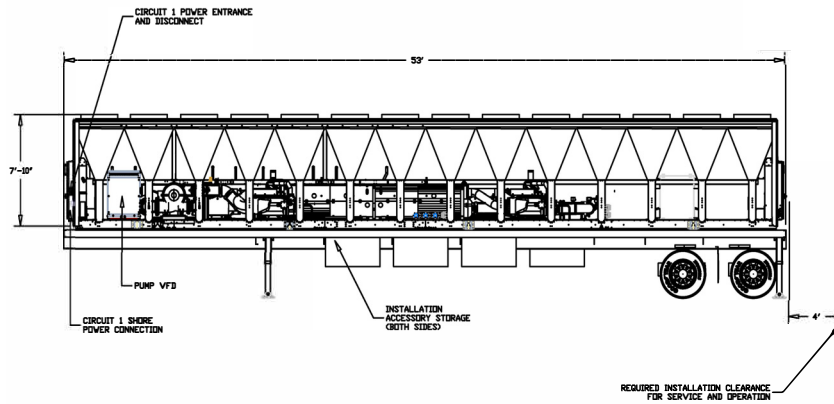 CIRCUIT 1 POWER ENTRANCE
AND DISCONNECT
53'
7'-10"
PUMP VFD
CIRCUIT 1 SHORE
POWER CONNECTION
INSTALLATION
ACCESSORY STORAGE
(BOTH SIDES)
4'
REQUIRED INSTALLATION CLEARANCE
FOR SERVICE AND OPERATION